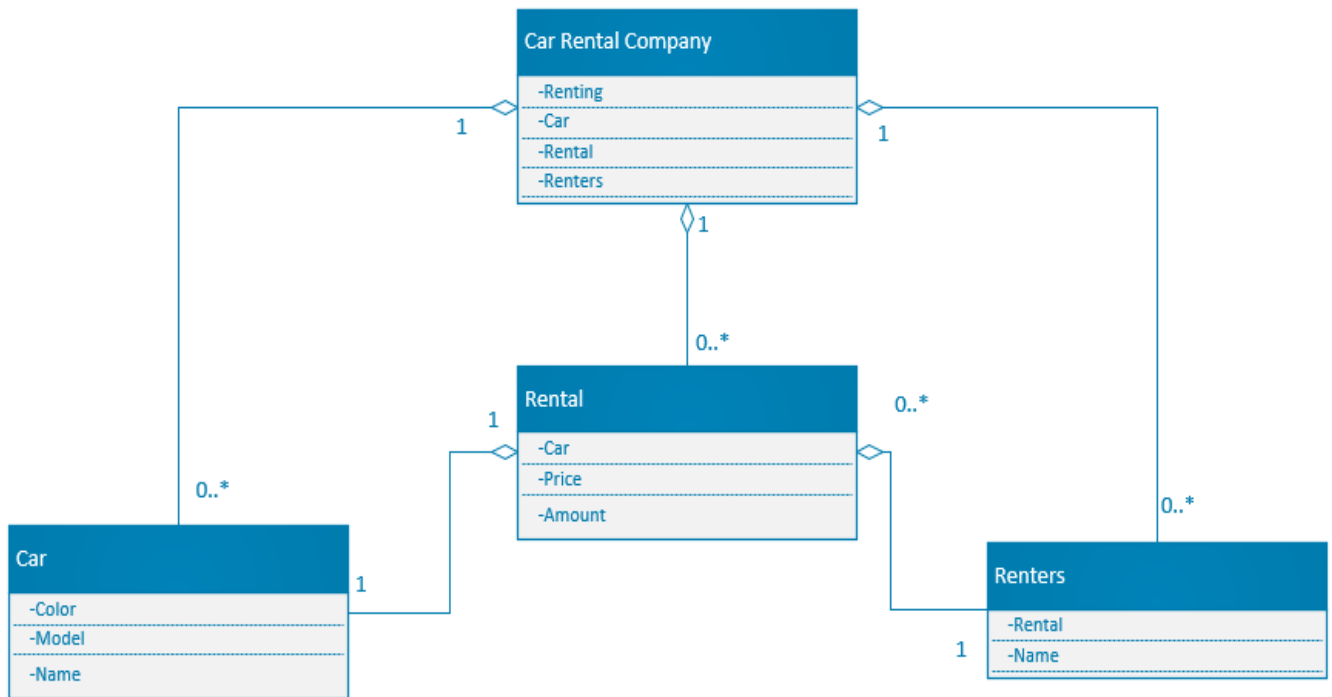 Car Rental Company
-Renting
-Car
-Rental
-Renters
1
1
1
0..*
Rental
-Car
-Price
-Amount
1
0..*
0..*
0..*
Car
-Color
-Model
-Name
1
Renters
-Rental
-Name
1